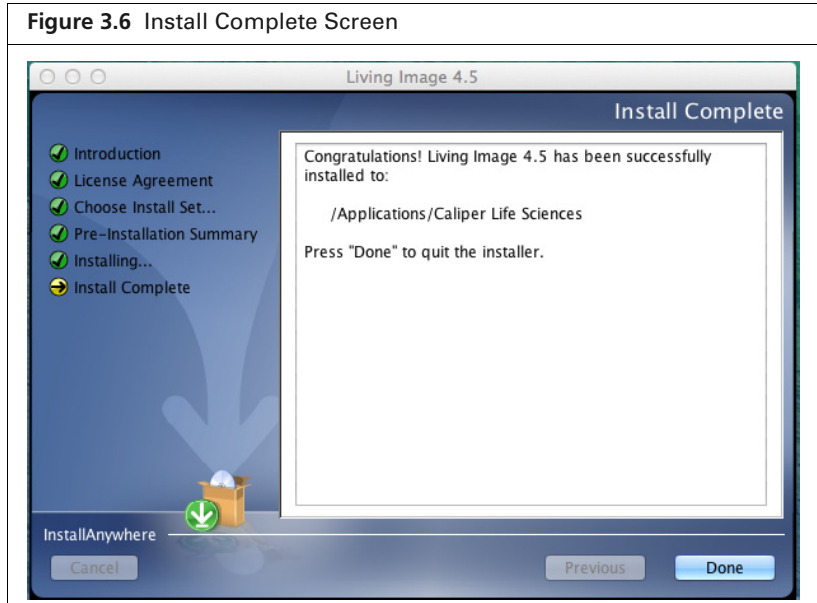 Figure 3.6 Install Complete Screen
Living Image 4.5
Install Complete
Introduction
License Agreement
Choose Install Set...
Pre-Installation Summary
Installing...
Install Complete
Congratulations! Living Image 4.5 has been successfully
installed to:
/Applications/Caliper Life Sciences
Press "Done" to quit the installer.
InstallAnywhere
Cancel
Previous
Done